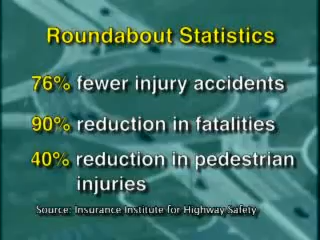 Roundabout Statistics
76% fewer injury accidents
90% reduction in fatalities
40% reduction in pedestrian
injuries
Source: Insurance Institute for Highway Safety